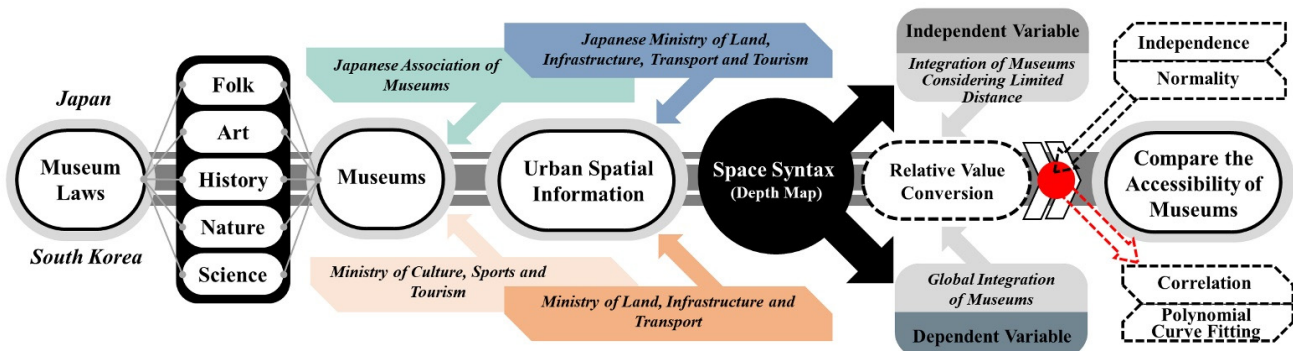 Japan
Museum
Laws
South Korea
Folk
Art
History
Nature
Science
Japanese Association of
Museums
Japanese Ministry of Land,
Infrastructure, Transport and Tourism
Museums
Urban Spatial
Information
Ministry of Culture, Sports and
Tourism
Ministry of Land, Infrastructure and
Transport
Space Syntax
(Depth Map)
Independent Variable
Integration of Museums
Considering Limited
Distance
Relative Value
Conversion
Global Integration
of Museums
Dependent Variable
Independence
Normality
Compare the
Accessibility of
Museums
Correlation
Polynomial
Curve Fitting